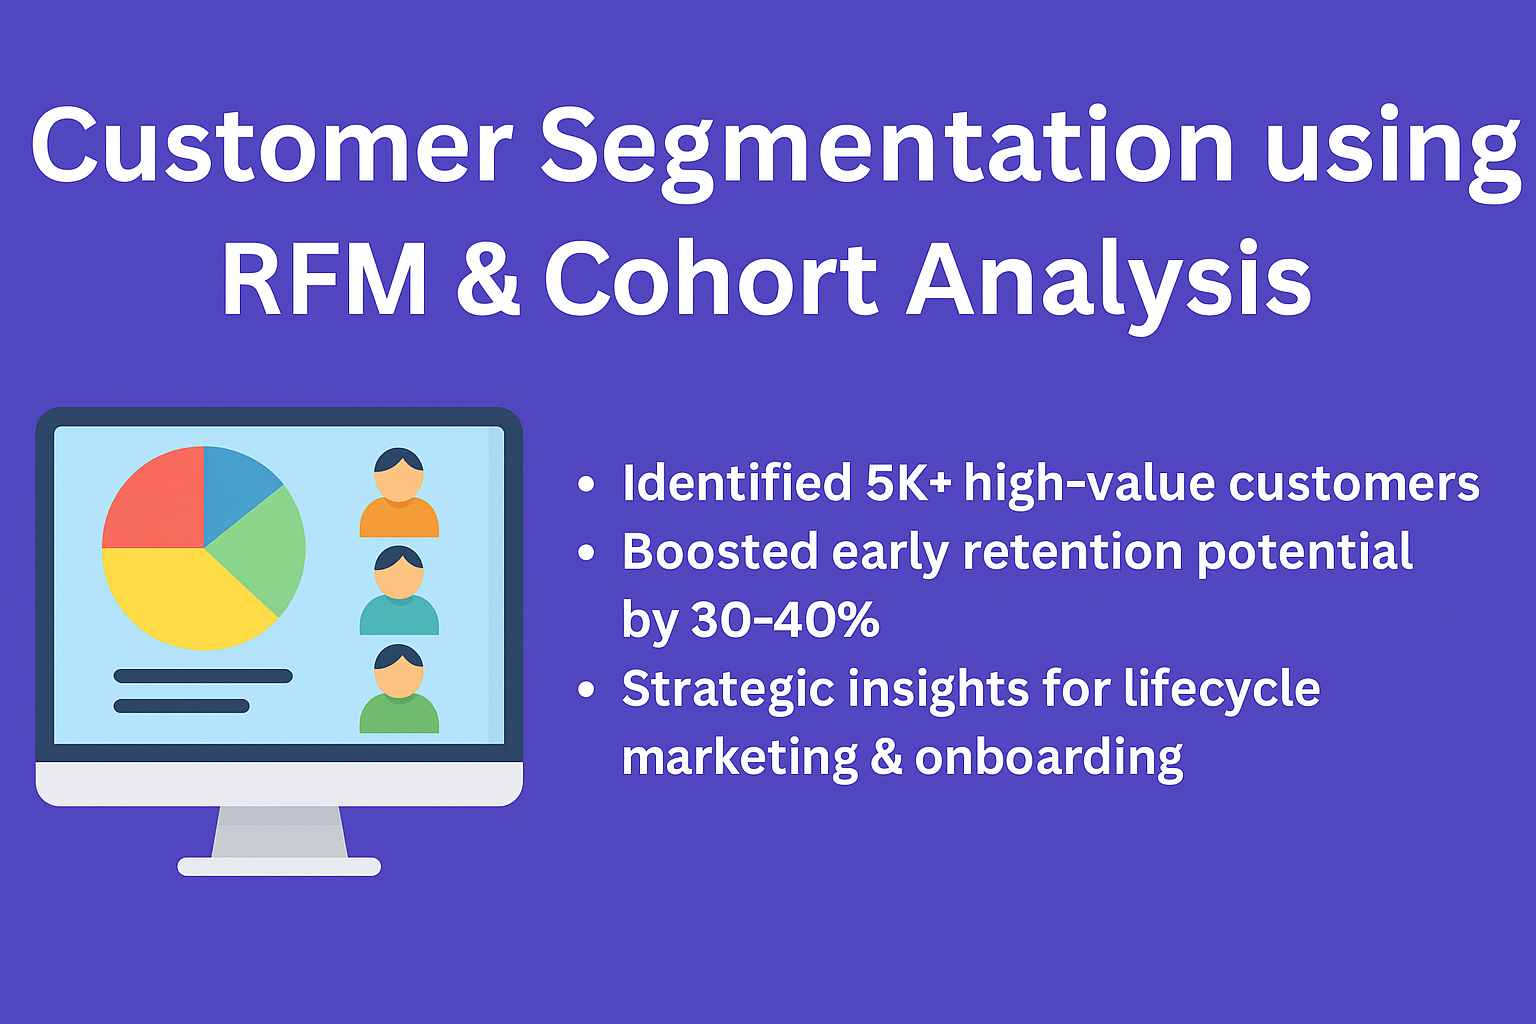 Customer Segmentation using
RFM & Cohort Analysis
• Identified 5K+ high-value customers
• Boosted early retention potential
by 30-40%
• Strategic insights for lifecycle
marketing & onboarding